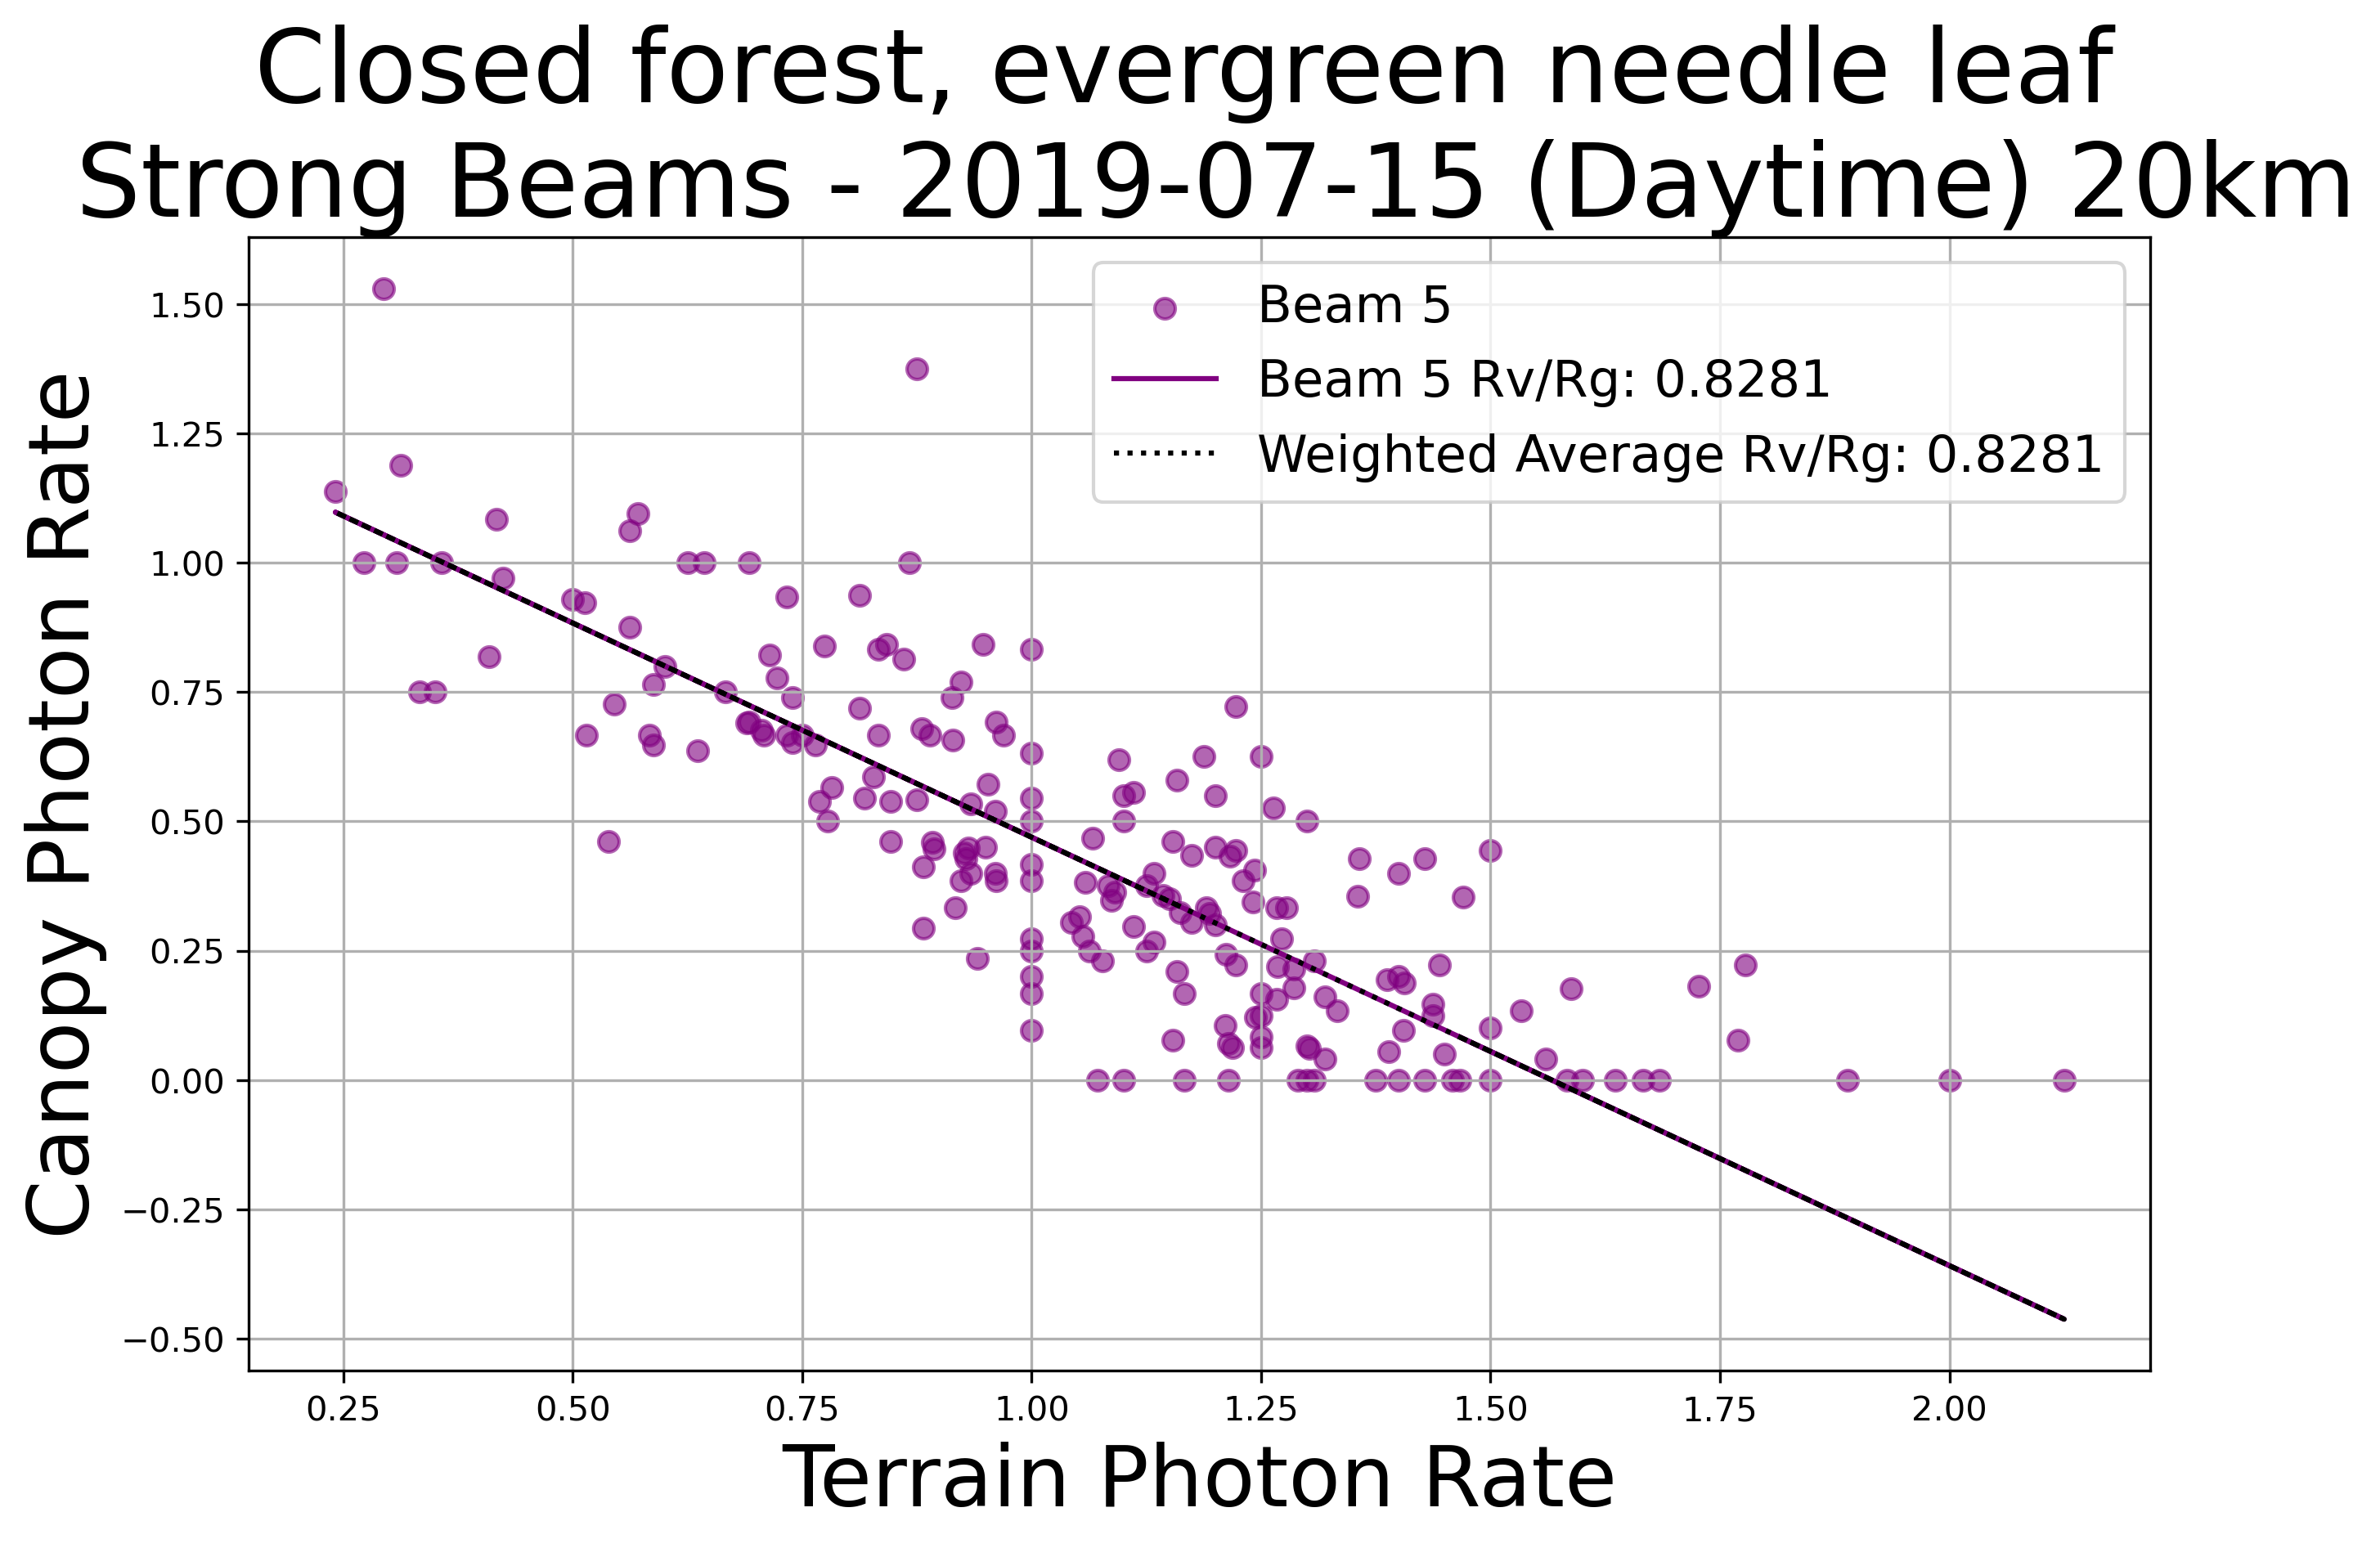 Closed forest, evergreen needle leaf
Strong Beams - 2019-07-15 (Daytime) 20km
Beam 5
Beam 5 Rv/Rg: 0.8281
Weighted Average Rv/Rg: 0.8281
Canopy Photon Rate
1.50
1.25
1.00
0.75
0.50
0.25
0.00
−0.25
−0.50
0.25 0.50 0.75 1.00 1.25 1.50 1.75 2.00
Terrain Photon Rate